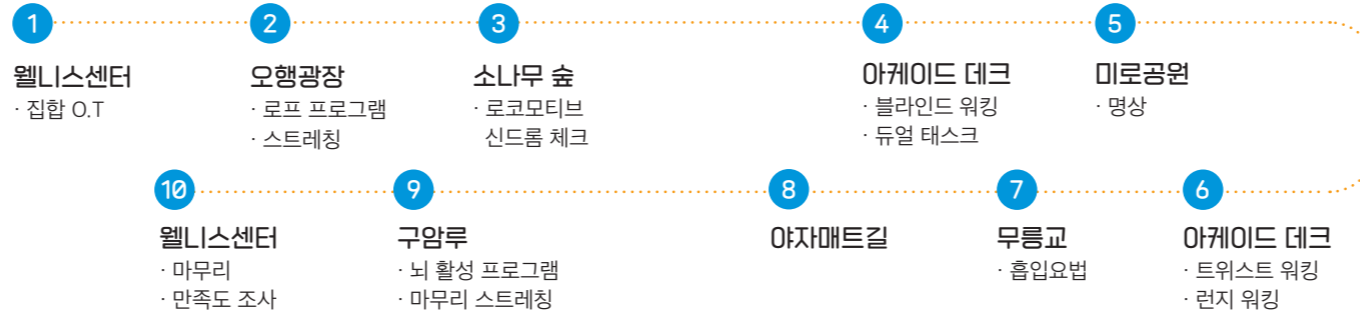 1
웰니스센터
· 집합 O.T
2
오행광장
· 로프 프로그램
· 스트레칭
3
소나무 숲
· 로코모티브
신드롬 체크
4
아케이드 데크
· 블라인드 워킹
· 듀얼 태스크
5
미로공원
· 명상
6
아케이드 데크
· 트위스트 워킹
· 런지 워킹
7
무릉교
· 흡입요법
8
야자매트길
9
구암루
· 뇌 활성 프로그램
· 마무리 스트레칭
10
웰니스센터
· 마무리
· 만족도 조사